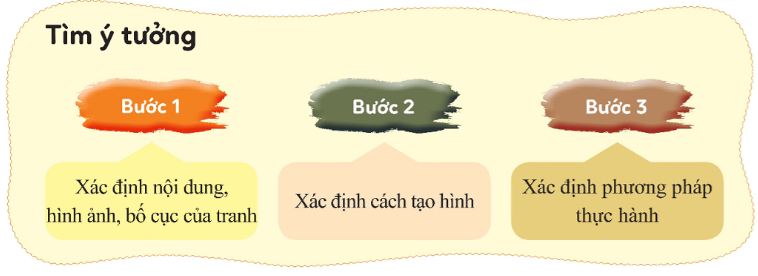 Tìm ý tưởng
Bước 1
Xác định nội dung,
hình ảnh, bố cục của tranh
Bước 2
Xác định cách tạo hình
Bước 3
Xác định phương pháp
thực hành